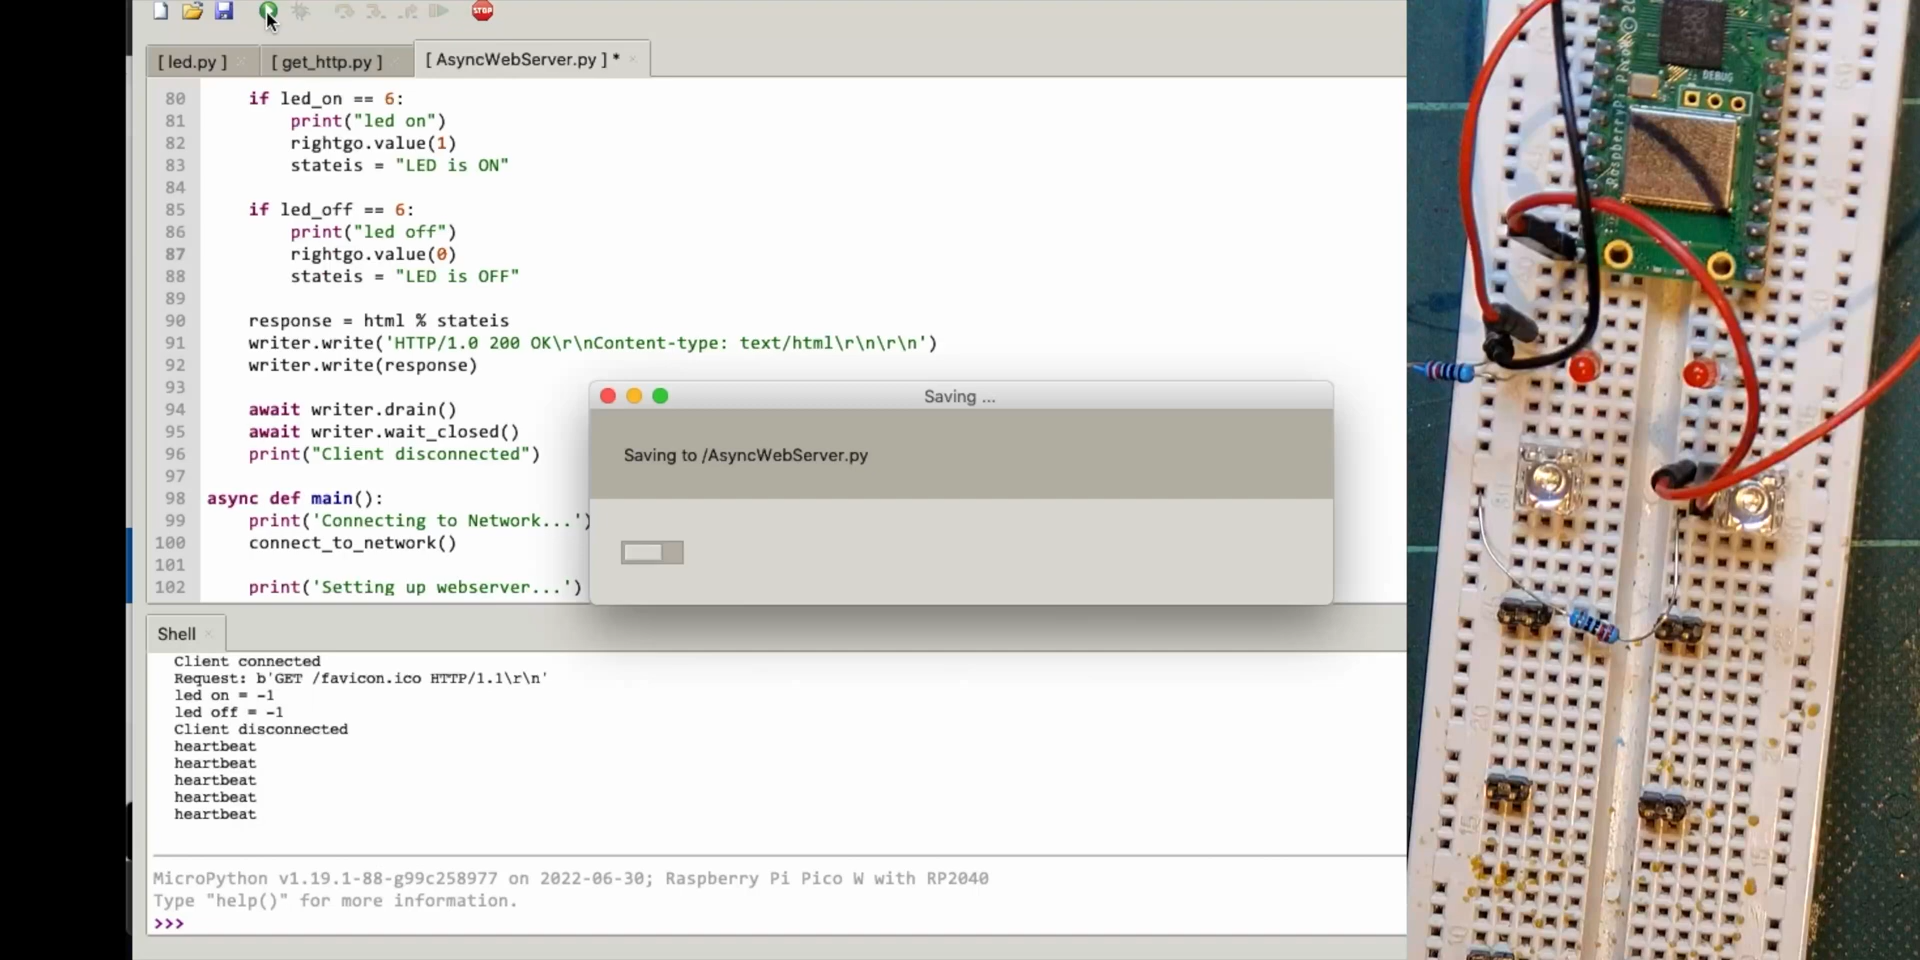 STOP
[ led.py ]
[ get_http.py ]
[ AsyncWebServer.py ] *
80 if led_on == 6:
81 print("led on")
82 rightgo.value(1)
83 stateis = "LED is ON"
84
85 if led_off == 6:
86 print("led off")
87 rightgo.value(0)
88 stateis = "LED is OFF"
89
90 response = html % stateis
91 writer.write('HTTP/1.0 200 OK\r\nContent-type: text/html\r\n\r\n')
92 writer.write(response)
93
94 await writer.drain()
95 await writer.wait_closed()
96 print("Client disconnected")
97
98 async def main():
99 print('Connecting to Network...')
100 connect_to_network()
101
102 print('Setting up webserver...')
Saving ...
Saving to /AsyncWebServer.py
Shell
Client connected
Request: b'GET /favicon.ico HTTP/1.1\r\n'
led on = -1
led off = -1
Client disconnected
heartbeat
heartbeat
heartbeat
heartbeat
heartbeat
MicroPython v1.19.1-88-g99c258977 on 2022-06-30; Raspberry Pi Pico W with RP2040
Type "help()" for more information.
>>>
DEBUG
Raspberry Pi Pico